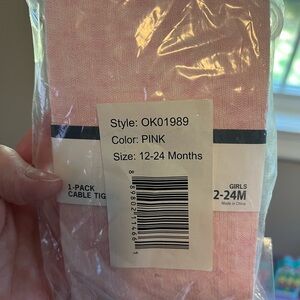 Style: OK01989
Color: PINK
Size: 12-24 Months
1-PACK
CABLE TIG
GIRLS
2-24M
Made in China